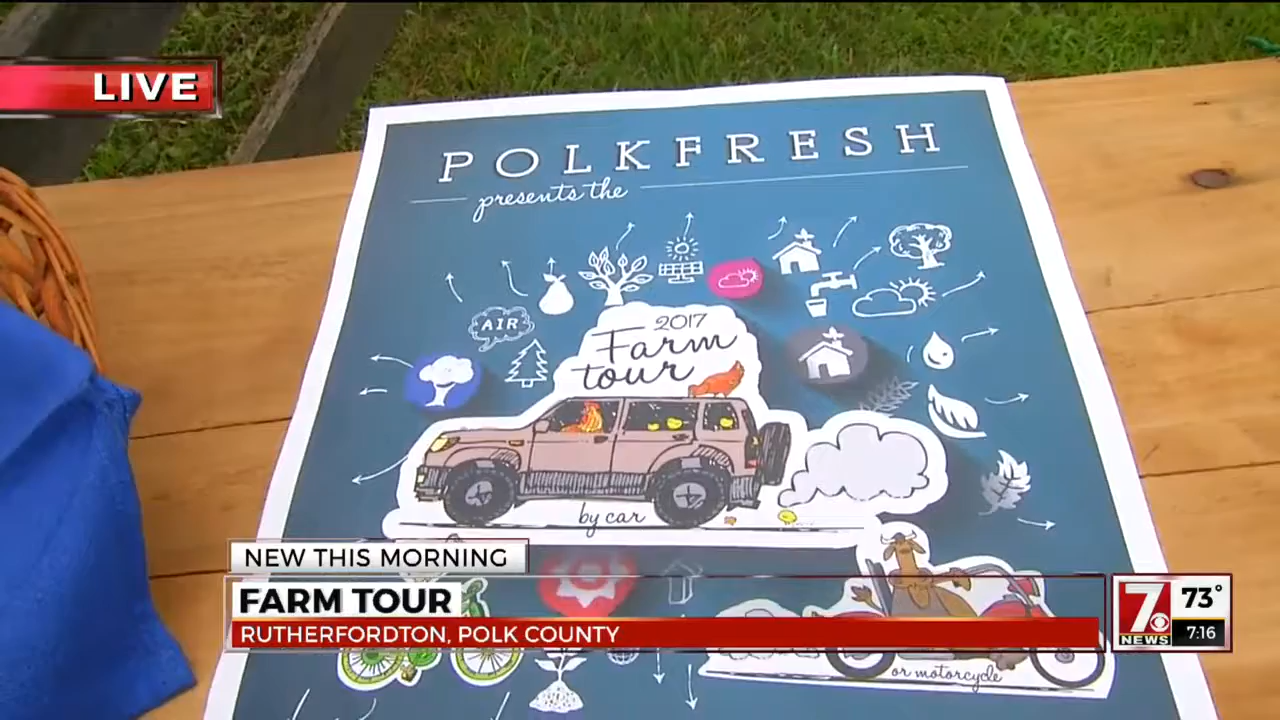 LIVE
POLKFRESH
presents the
AIR
2017
Farm
tour
by car
NEW THIS MORNING
FARM TOUR
RUTHERFORDTON, POLK COUNTY
or motorcycle
7
NEWS
73°
7:16